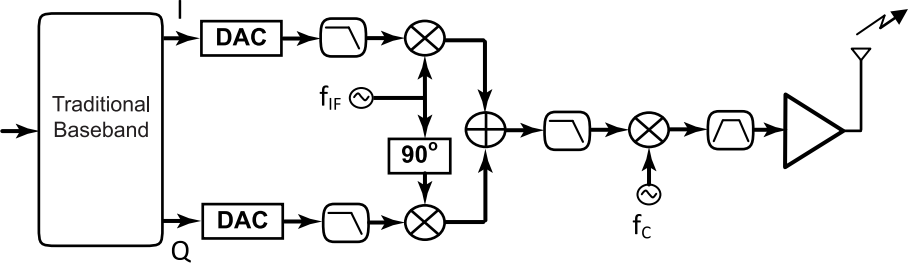 I
DAC
Traditional
Baseband
f_IF
90°
DAC
Q
f_C